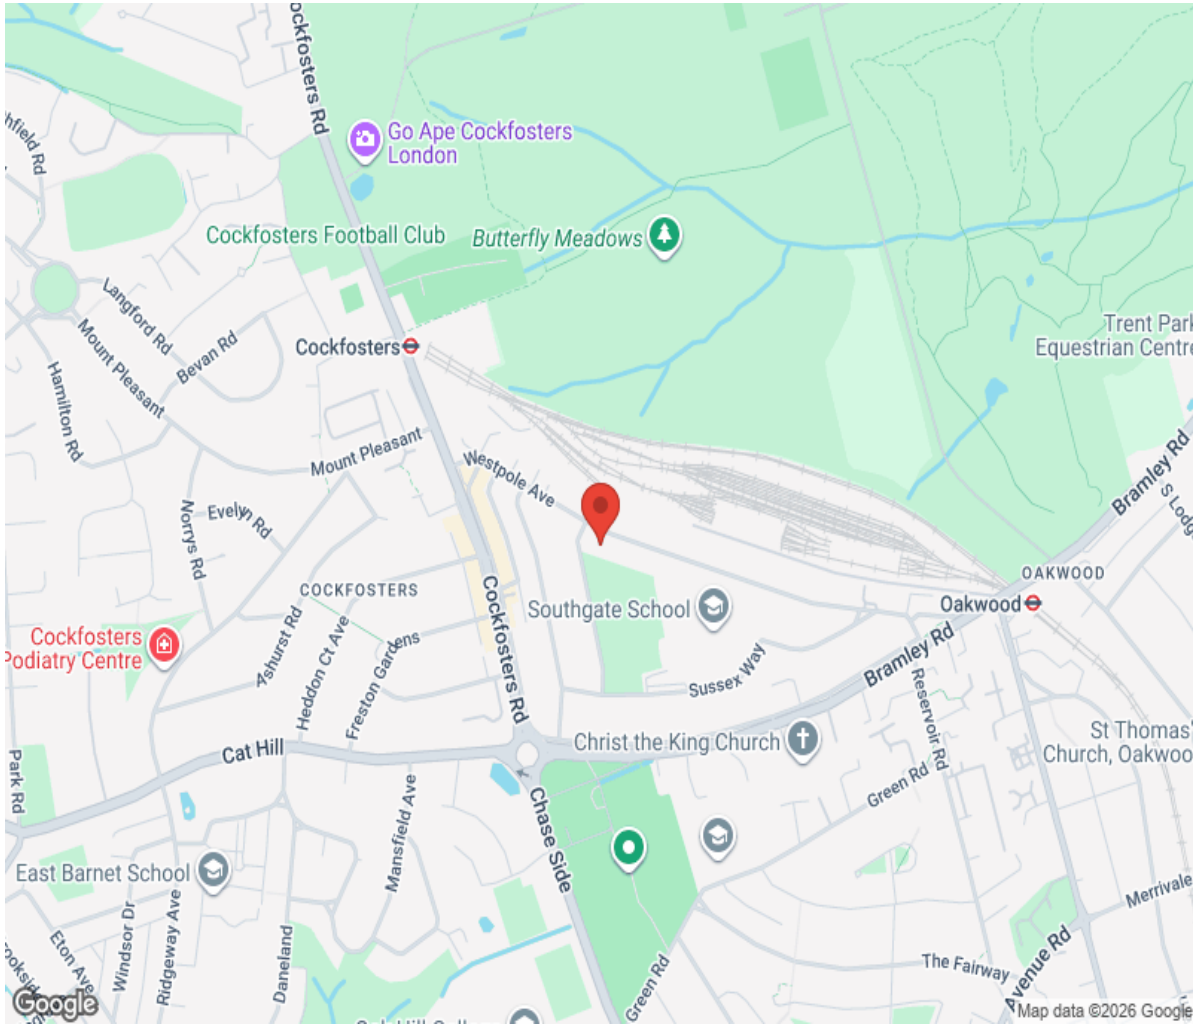 ockfosters Rd
Go Ape Cockfosters
London
hfield Rd
Cockfosters Football Club
Butterfly Meadows
Langford Rd
Mount Pleasant
Bevan Rd
Cockfosters
Trent Park
Equestrian Centre
Hamilton Rd
Mount Pleasant
Westpole Ave
Bramley Rd
S Lodge
Norrys Rd
Evelyn Rd
COCKFOSTERS
OAKWOOD
Oakwood
Southgate School
Cockfosters Rd
Cockfosters
Podiatry Centre
Ashurst Rd
Heddon Ct Ave
Freston Gardens
Sussex Way
Bramley Rd
Reservoir Rd
Cat Hill
Christ the King Church
St Thomas'
Church, Oakwoo
Park Rd
Mansfield Ave
Chase Side
Green Rd
East Barnet School
Windsor Dr
Ridgeway Ave
Eton Ave
Daneland
Merrivale
Avenue Rd
The Fairway
Green Rd
Google
Map data ©2026 Google